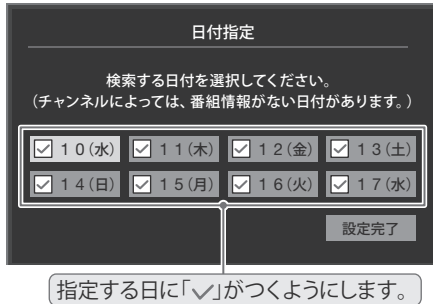 日付指定
検索する日付を選択してください。
(チャンネルによっては、番組情報がない日付があります。)
✓ 10(水) ✓ 11(木) ✓ 12(金) ✓ 13(土)
✓ 14(日) ✓ 15(月) ✓ 16(火) ✓ 17(水)
設定完了
指定する日に「✓」がつくようにします。